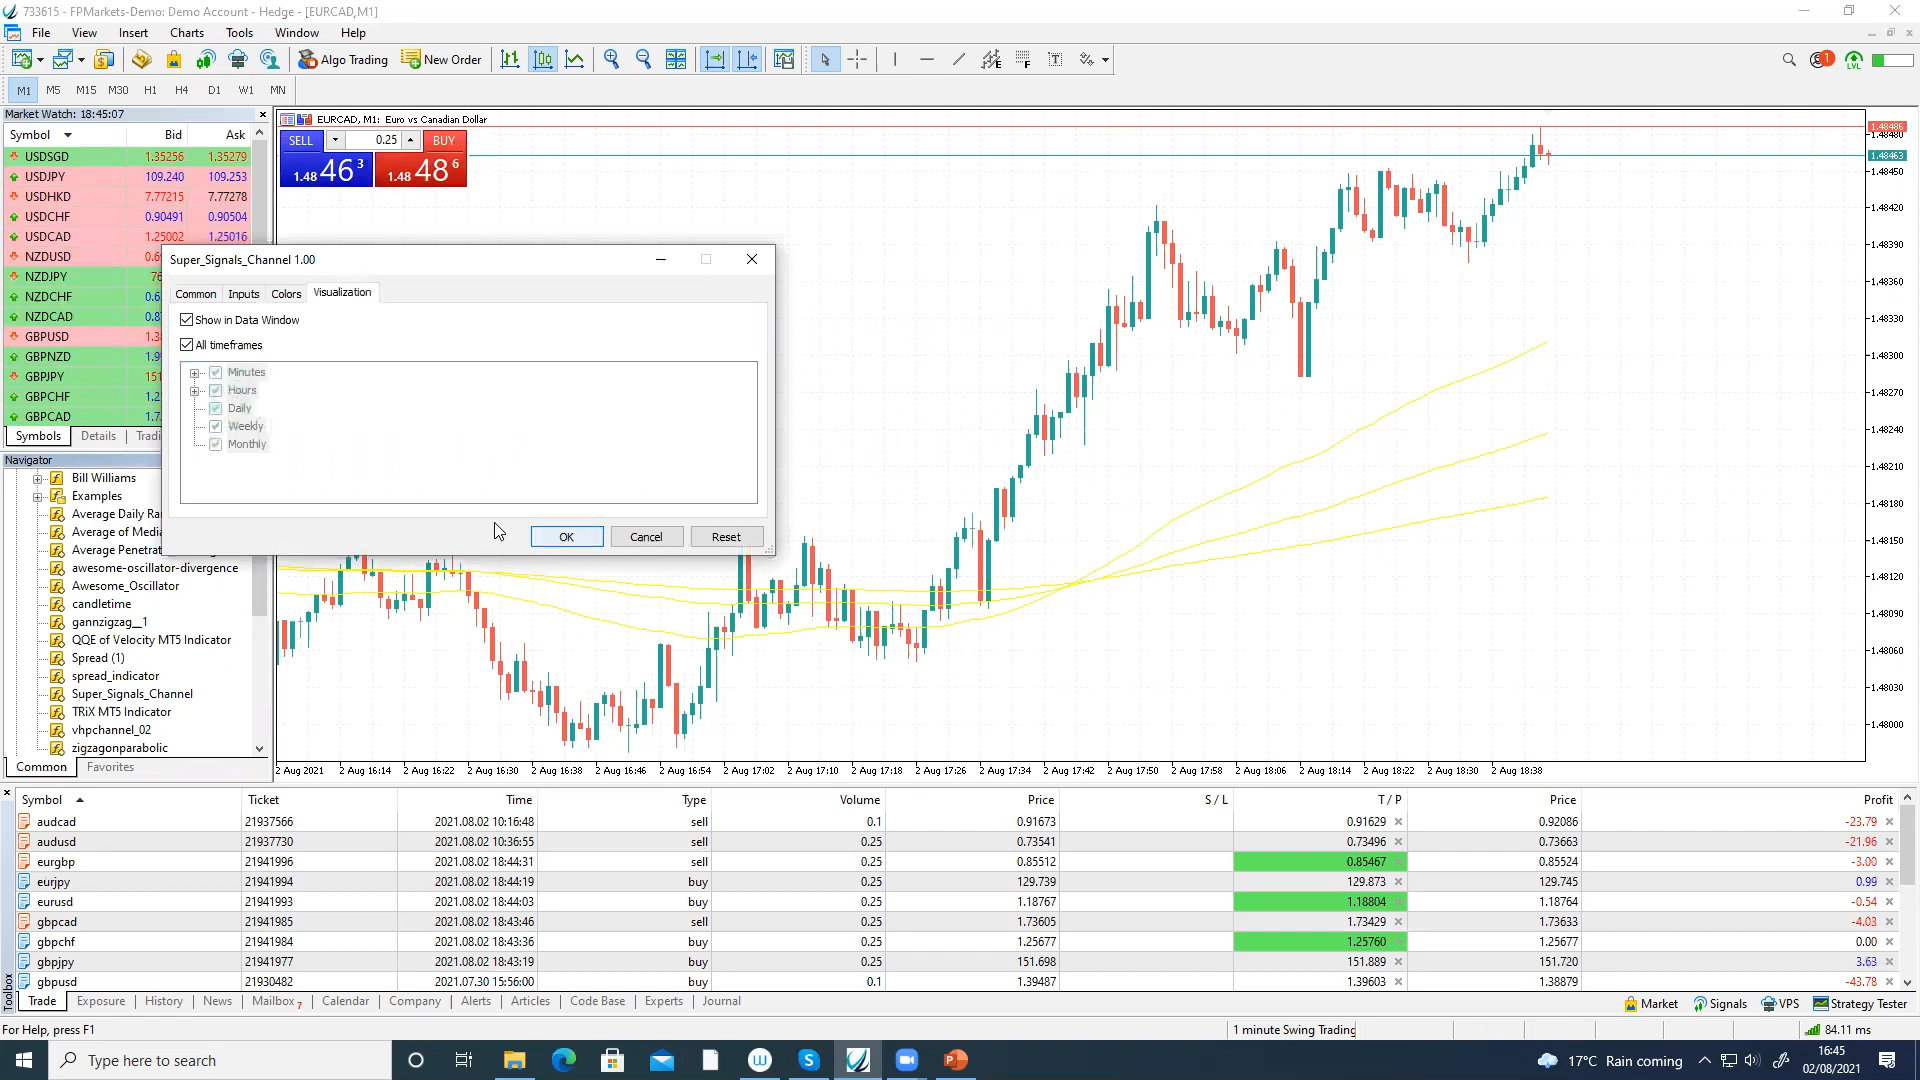 733615 - FPMarkets-Demo: Demo Account - Hedge - [EURCAD,M1]
File View Insert Charts Tools Window Help
Algo Trading New Order
M1 M5 M15 M30 H1 H4 D1 W1 MN
Market Watch: 18:45:07
Symbol Bid Ask
USDSGD 1.35256 1.35279
USDJPY 109.240 109.253
USDHKD 7.77215 7.77278
USDCHF 0.90491 0.90504
USDCAD 1.25002 1.25016
NZDUSD
NZDJPY
NZDCHF
NZDCAD
GBPUSD
GBPNZD
GBPJPY
GBPCHF
GBPCAD
Symbols Details Tradi
Navigator
Bill Williams
Examples
Average Daily Ra
Average of Media
Average Penetrat
awesome-oscillator-divergence
Awesome_Oscillator
candletime
gannzigzag__1
QQE of Velocity MT5 Indicator
Spread (1)
spread_indicator
Super_Signals_Channel
TRiX MT5 Indicator
vhpchannel_02
zigzagonparabolic
Common Favorites
EURCAD, M1: Euro vs Canadian Dollar
SELL 0.25 BUY
1.48 46 3 1.48 48 6
Super_Signals_Channel 1.00
Common Inputs Colors Visualization
Show in Data Window
All timeframes
Minutes
Hours
Daily
Weekly
Monthly
OK Cancel Reset
1.48486
1.48480
1.48463
1.48450
1.48420
1.48390
1.48360
1.48330
1.48300
1.48270
1.48240
1.48210
1.48180
1.48150
1.48120
1.48090
1.48060
1.48030
1.48000
2 Aug 2021 2 Aug 16:14 2 Aug 16:22 2 Aug 16:30 2 Aug 16:38 2 Aug 16:46 2 Aug 16:54 2 Aug 17:02 2 Aug 17:10 2 Aug 17:18 2 Aug 17:26 2 Aug 17:34 2 Aug 17:42 2 Aug 17:50 2 Aug 17:58 2 Aug 18:06 2 Aug 18:14 2 Aug 18:22 2 Aug 18:30 2 Aug 18:38
Symbol Ticket Time Type Volume Price S / L T / P Price Profit
audcad 21937566 2021.08.02 10:16:48 sell 0.1 0.91673 0.91629 0.92086 -23.79
audusd 21937730 2021.08.02 10:36:55 sell 0.25 0.73541 0.73496 0.73663 -21.96
eurgbp 21941996 2021.08.02 18:44:31 sell 0.25 0.85512 0.85467 0.85524 -3.00
eurjpy 21941994 2021.08.02 18:44:19 buy 0.25 129.739 129.873 129.745 0.99
eurusd 21941993 2021.08.02 18:44:03 buy 0.25 1.18767 1.18804 1.18764 -0.54
gbpcad 21941985 2021.08.02 18:43:46 sell 0.25 1.73605 1.73429 1.73633 -4.03
gbpchf 21941984 2021.08.02 18:43:36 buy 0.25 1.25677 1.25760 1.25677 0.00
gbpjpy 21941977 2021.08.02 18:43:19 buy 0.25 151.698 151.889 151.720 3.63
gbpusd 21930482 2021.07.30 15:56:00 buy 0.1 1.39487 1.39603 1.38879 -43.78
Toolbox
Trade Exposure History News Mailbox 7 Calendar Company Alerts Articles Code Base Experts Journal
Market Signals VPS Strategy Tester
For Help, press F1 1 minute Swing Trading 84.11 ms
Type here to search
17°C Rain coming
16:45
02/08/2021